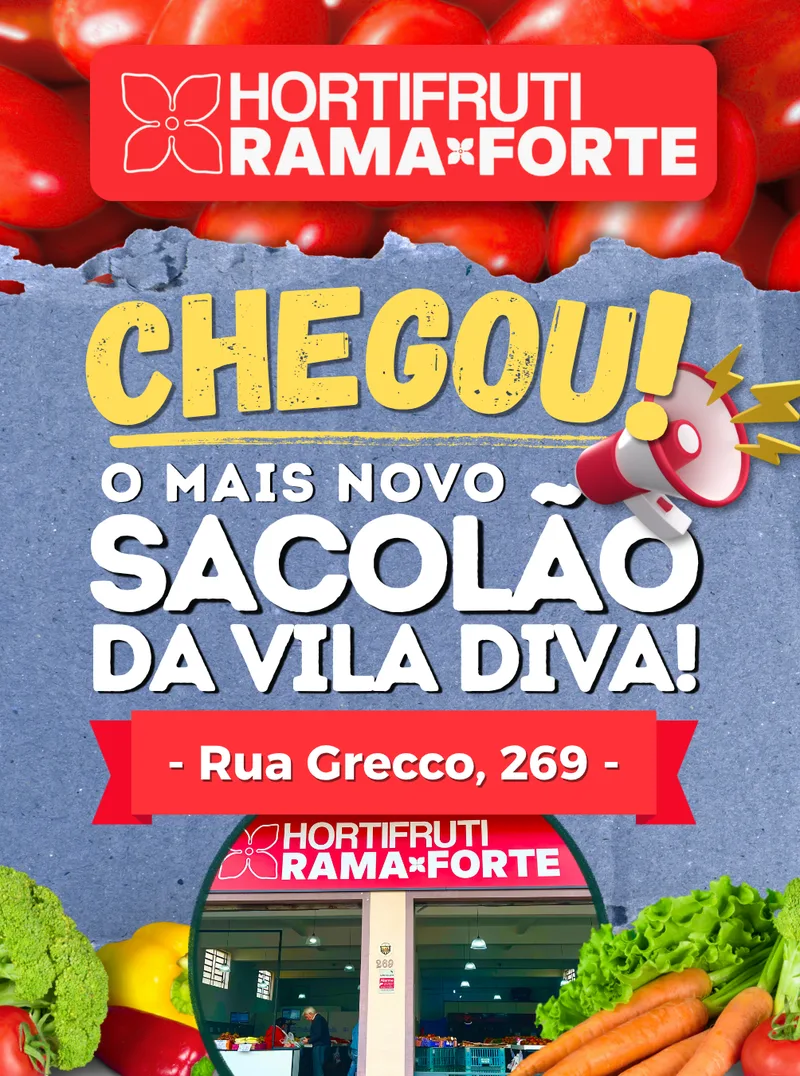 HORTIFRUTI
RAMA FORTE
CHEGOU!
O MAIS NOVO
SACOLÃO
DA VILA DIVA!
- Rua Grecco, 269 -
HORTIFRUTI
RAMA FORTE
269